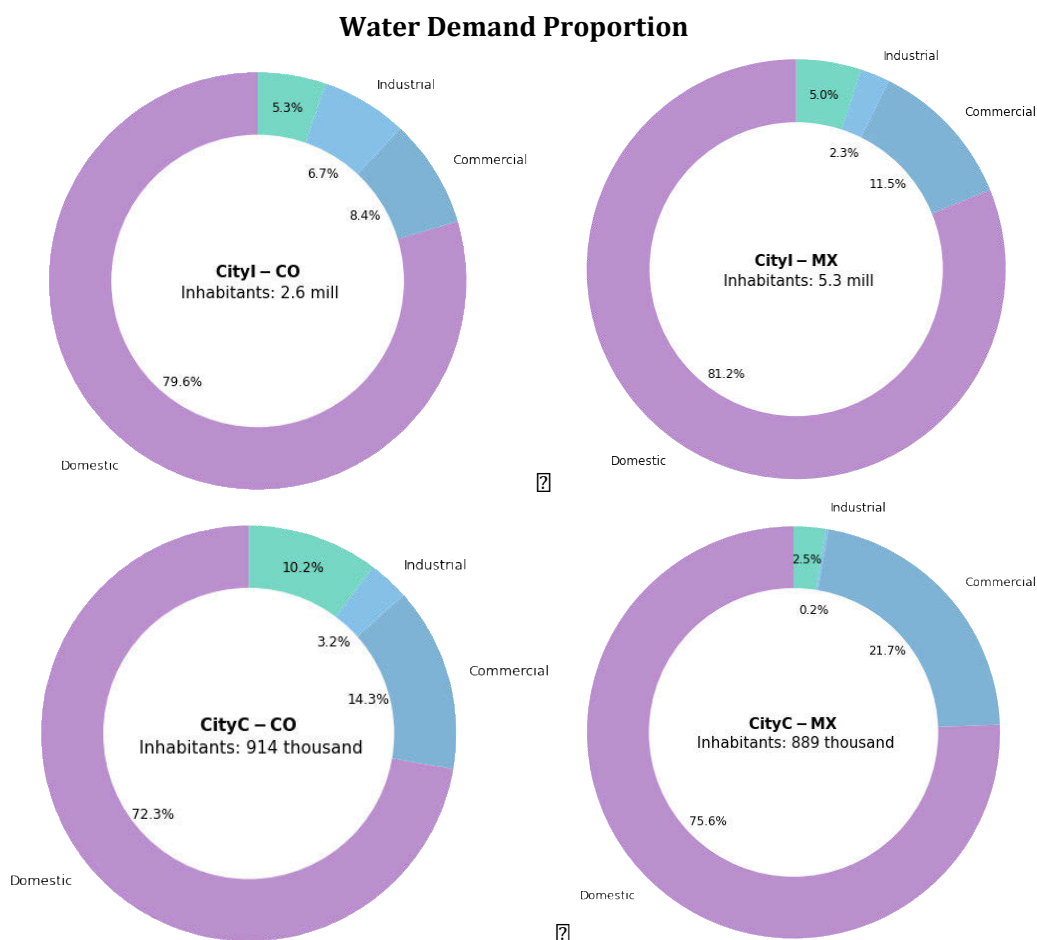 Water Demand Proportion
5.3%
Industrial
6.7%
Commercial
8.4%
CityI – CO
Inhabitants: 2.6 mill
79.6%
Domestic
5.0%
Industrial
2.3%
Commercial
11.5%
CityI – MX
Inhabitants: 5.3 mill
81.2%
Domestic
?
10.2%
Industrial
3.2%
Commercial
14.3%
CityC – CO
Inhabitants: 914 thousand
72.3%
Domestic
2.5%
Industrial
0.2%
Commercial
21.7%
CityC – MX
Inhabitants: 889 thousand
75.6%
Domestic
?